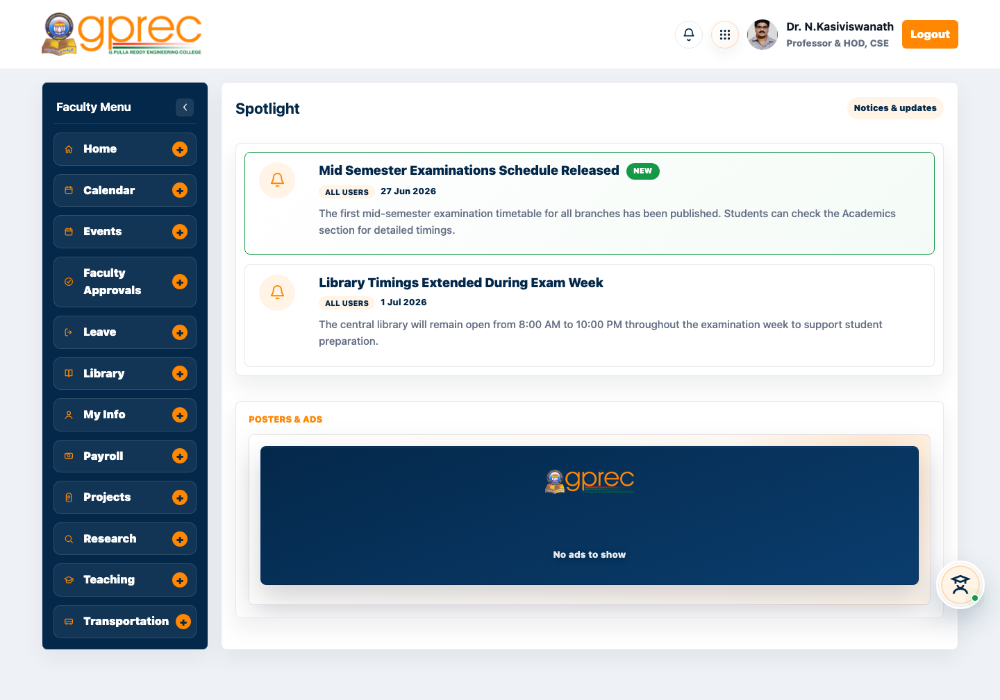 gprec
G.PULLA REDDY ENGINEERING COLLEGE
Dr. N.Kasiviswanath
Professor & HOD, CSE
Logout
Faculty Menu
Home
Calendar
Events
Faculty
Approvals
Leave
Library
My Info
Payroll
Projects
Research
Teaching
Transportation
Spotlight
Notices & updates
Mid Semester Examinations Schedule Released NEW
ALL USERS 27 Jun 2026
The first mid-semester examination timetable for all branches has been published. Students can check the Academics
section for detailed timings.
Library Timings Extended During Exam Week
ALL USERS 1 Jul 2026
The central library will remain open from 8:00 AM to 10:00 PM throughout the examination week to support student
preparation.
POSTERS & ADS
gprec
G.PULLA REDDY ENGINEERING COLLEGE
No ads to show